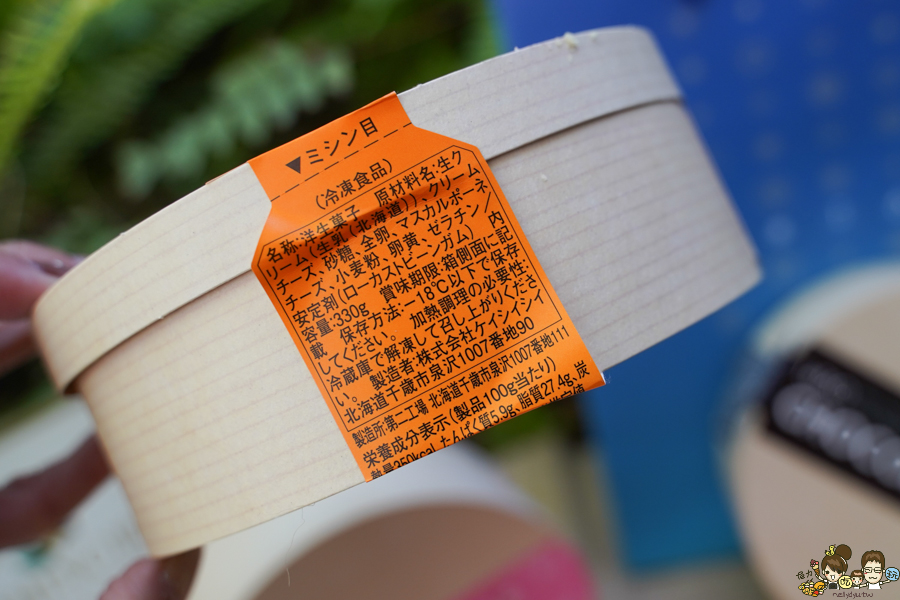 ▼ミシン目
(冷凍食品)
名称:洋生菓子 原材料名:生ク
リーム(生乳(北海道))、クリーム
チーズ、砂糖、全卵、マスカルポーネ
チーズ、小麦粉、卵黄、ゼラチン/
安定剤(ローカストビーンガム) 内
容量:330g 賞味期限:箱側面に記
載 保存方法:−18℃以下で保存
してください。 加熱調理の必要性:
冷蔵庫で解凍して召し上がりくださ
い。 製造者:株式会社ケイシイシイ
北海道千歳市泉沢1007番地90
製造所:第二工場 北海道千歳市泉沢1007番地111
栄養成分表示(製品100g当たり)
熱量350kcal、たんぱく質5.9g、脂質27.4g、炭
nellydyu.tw